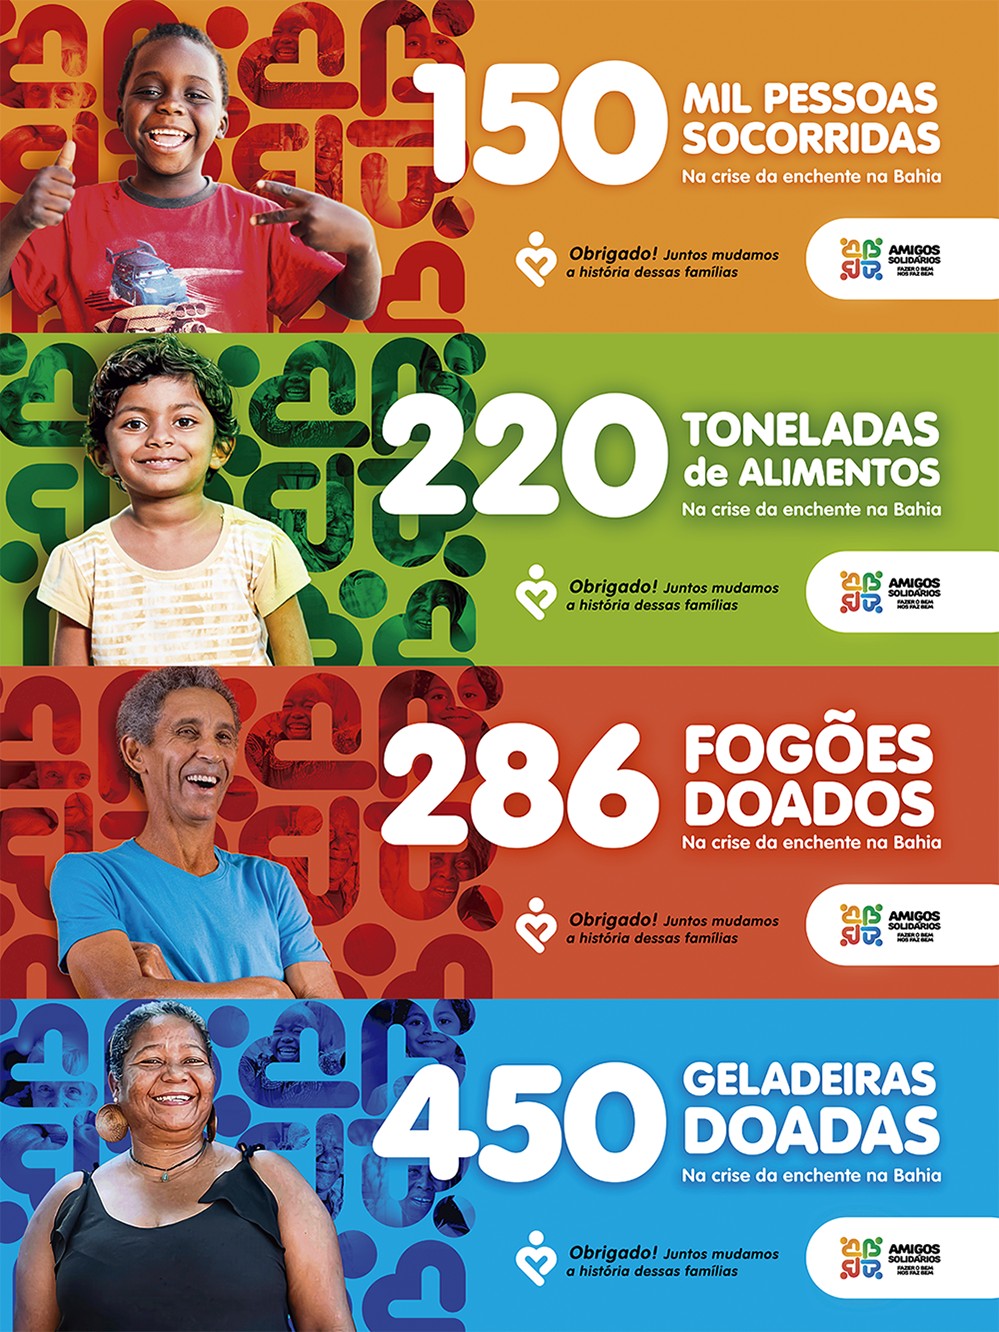 150
MIL PESSOAS
SOCORRIDAS
Na crise da enchente na Bahia
Obrigado! Juntos mudamos
a história dessas famílias
AMIGOS
SOLIDÁRIOS
FAZER O BEM
NOS FAZ BEM
220
TONELADAS
de ALIMENTOS
Na crise da enchente na Bahia
Obrigado! Juntos mudamos
a história dessas famílias
AMIGOS
SOLIDÁRIOS
FAZER O BEM
NOS FAZ BEM
286
FOGÕES
DOADOS
Na crise da enchente na Bahia
Obrigado! Juntos mudamos
a história dessas famílias
AMIGOS
SOLIDÁRIOS
FAZER O BEM
NOS FAZ BEM
450
GELADEIRAS
DOADAS
Na crise da enchente na Bahia
Obrigado! Juntos mudamos
a história dessas famílias
AMIGOS
SOLIDÁRIOS
FAZER O BEM
NOS FAZ BEM